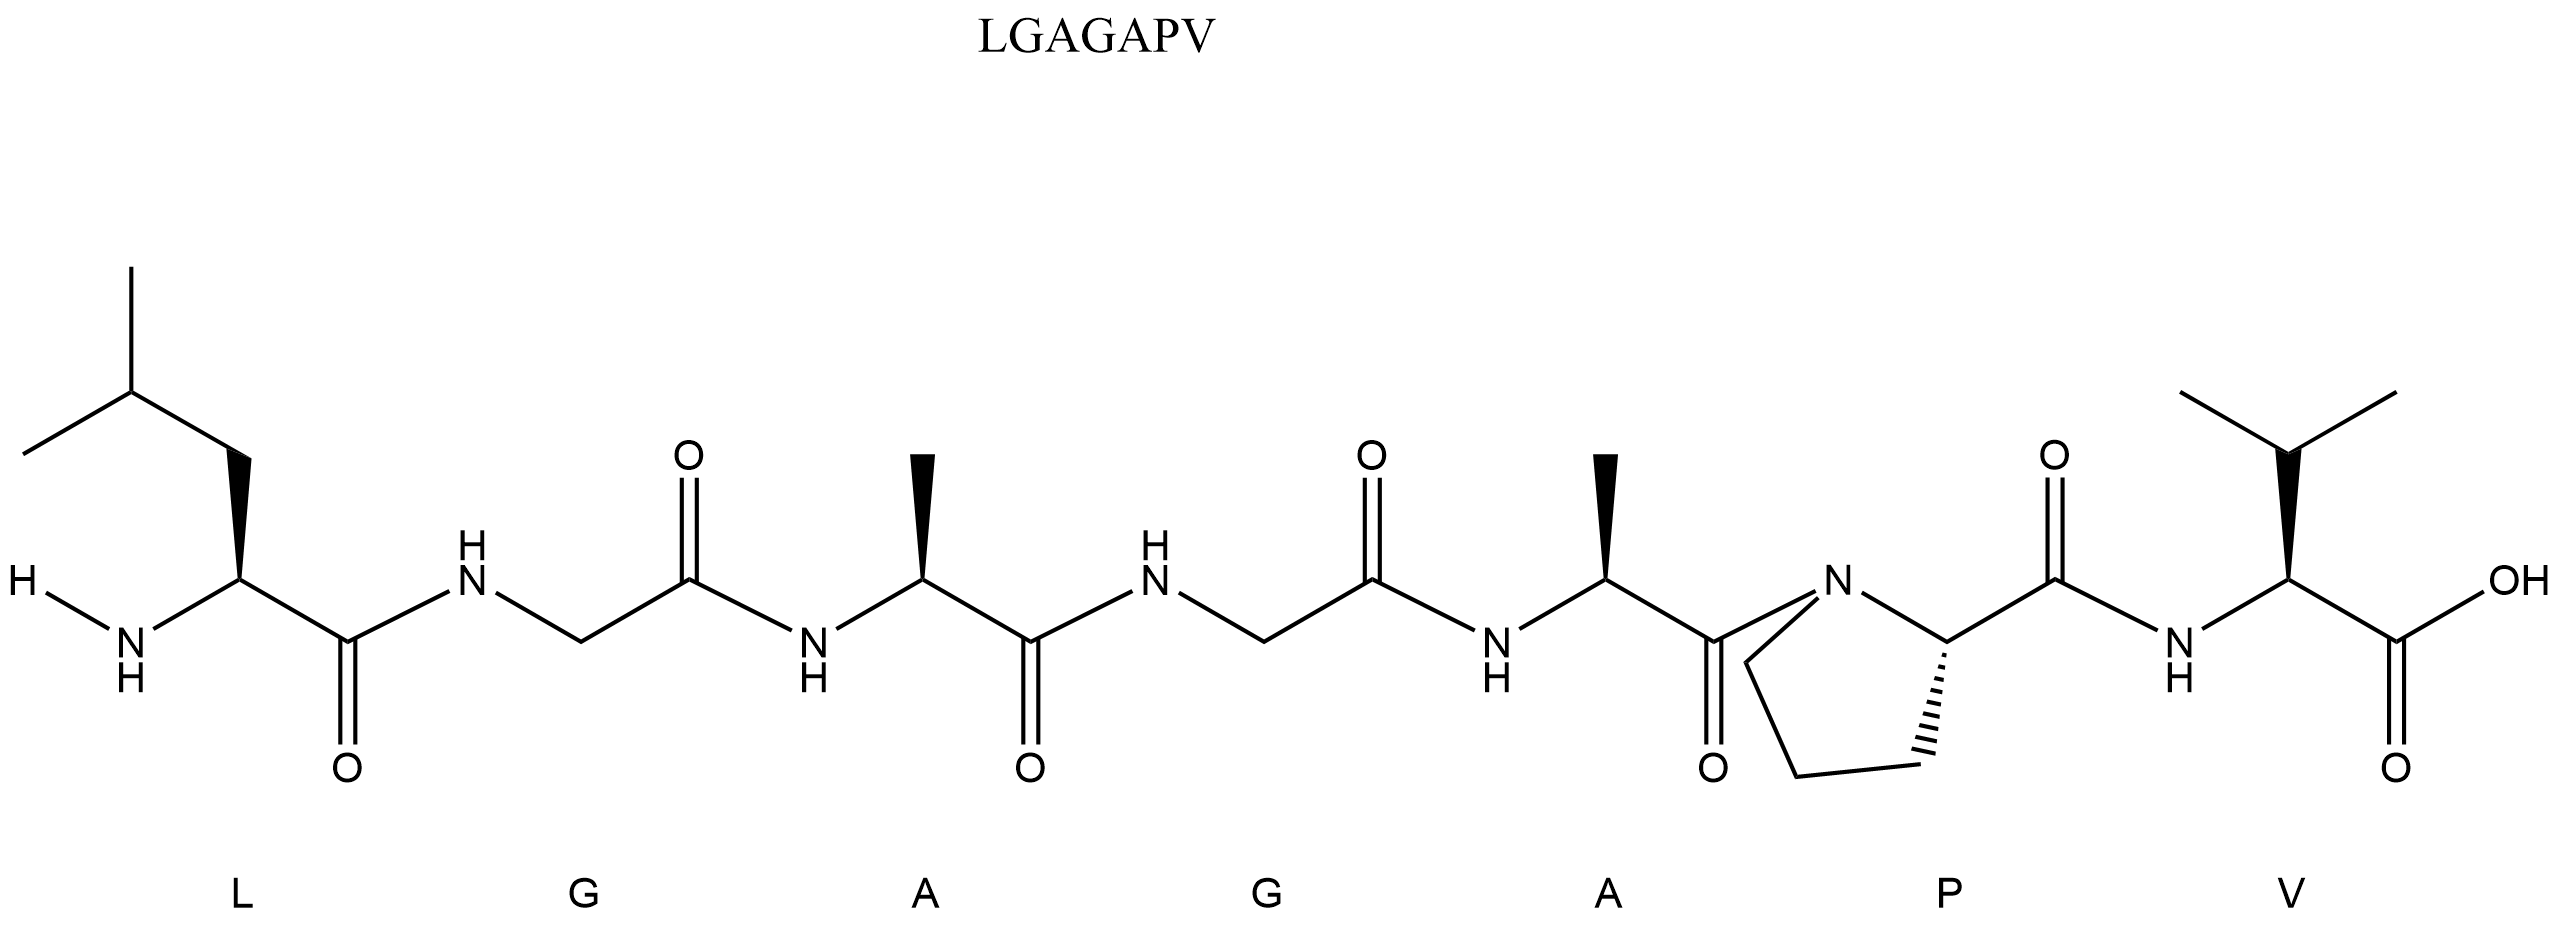 LGAGAPV
O O O
H H
H N N N OH
N N N N
H H H H
O O O O
L G A G A P V